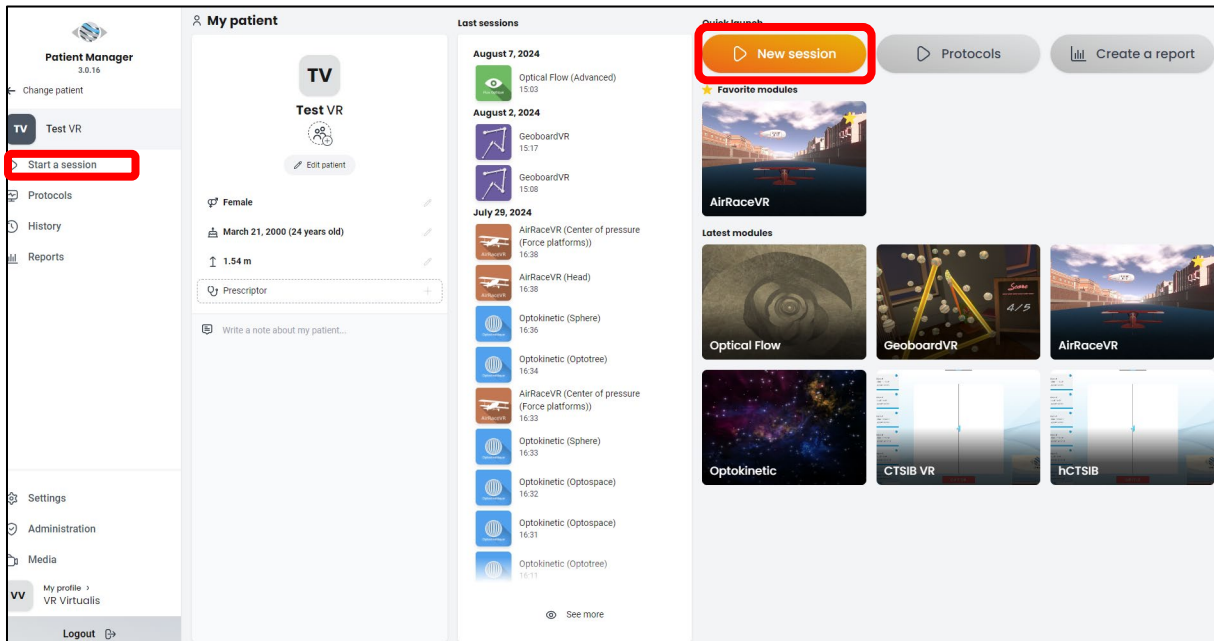 Patient Manager
3.0.16
Change patient
TV
Test VR
Start a session
Protocols
History
Reports
Settings
Administration
Media
VV
My profile >
VR Virtualis
Logout
My patient
TV
Test VR
Edit patient
Female
March 21, 2000 (24 years old)
1.54 m
Prescriptor
Write a note about my patient...
Last sessions
August 7, 2024
Optical Flow (Advanced)
15:03
August 2, 2024
GeoboardVR
15:17
GeoboardVR
15:08
July 29, 2024
AirRaceVR (Center of pressure
(Force platforms))
16:38
AirRaceVR (Head)
16:38
Optokinetic (Sphere)
16:36
Optokinetic (Optotree)
16:34
AirRaceVR (Center of pressure
(Force platforms))
16:33
Optokinetic (Sphere)
16:33
Optokinetic (Optospace)
16:32
Optokinetic (Optospace)
16:31
Optokinetic (Optotree)
16:11
See more
Quick launch
New session
Protocols
Create a report
Favorite modules
AirRaceVR
Latest modules
Optical Flow
Score
4/5
GeoboardVR
AirRaceVR
Optokinetic
CTSIB VR
hCTSIB